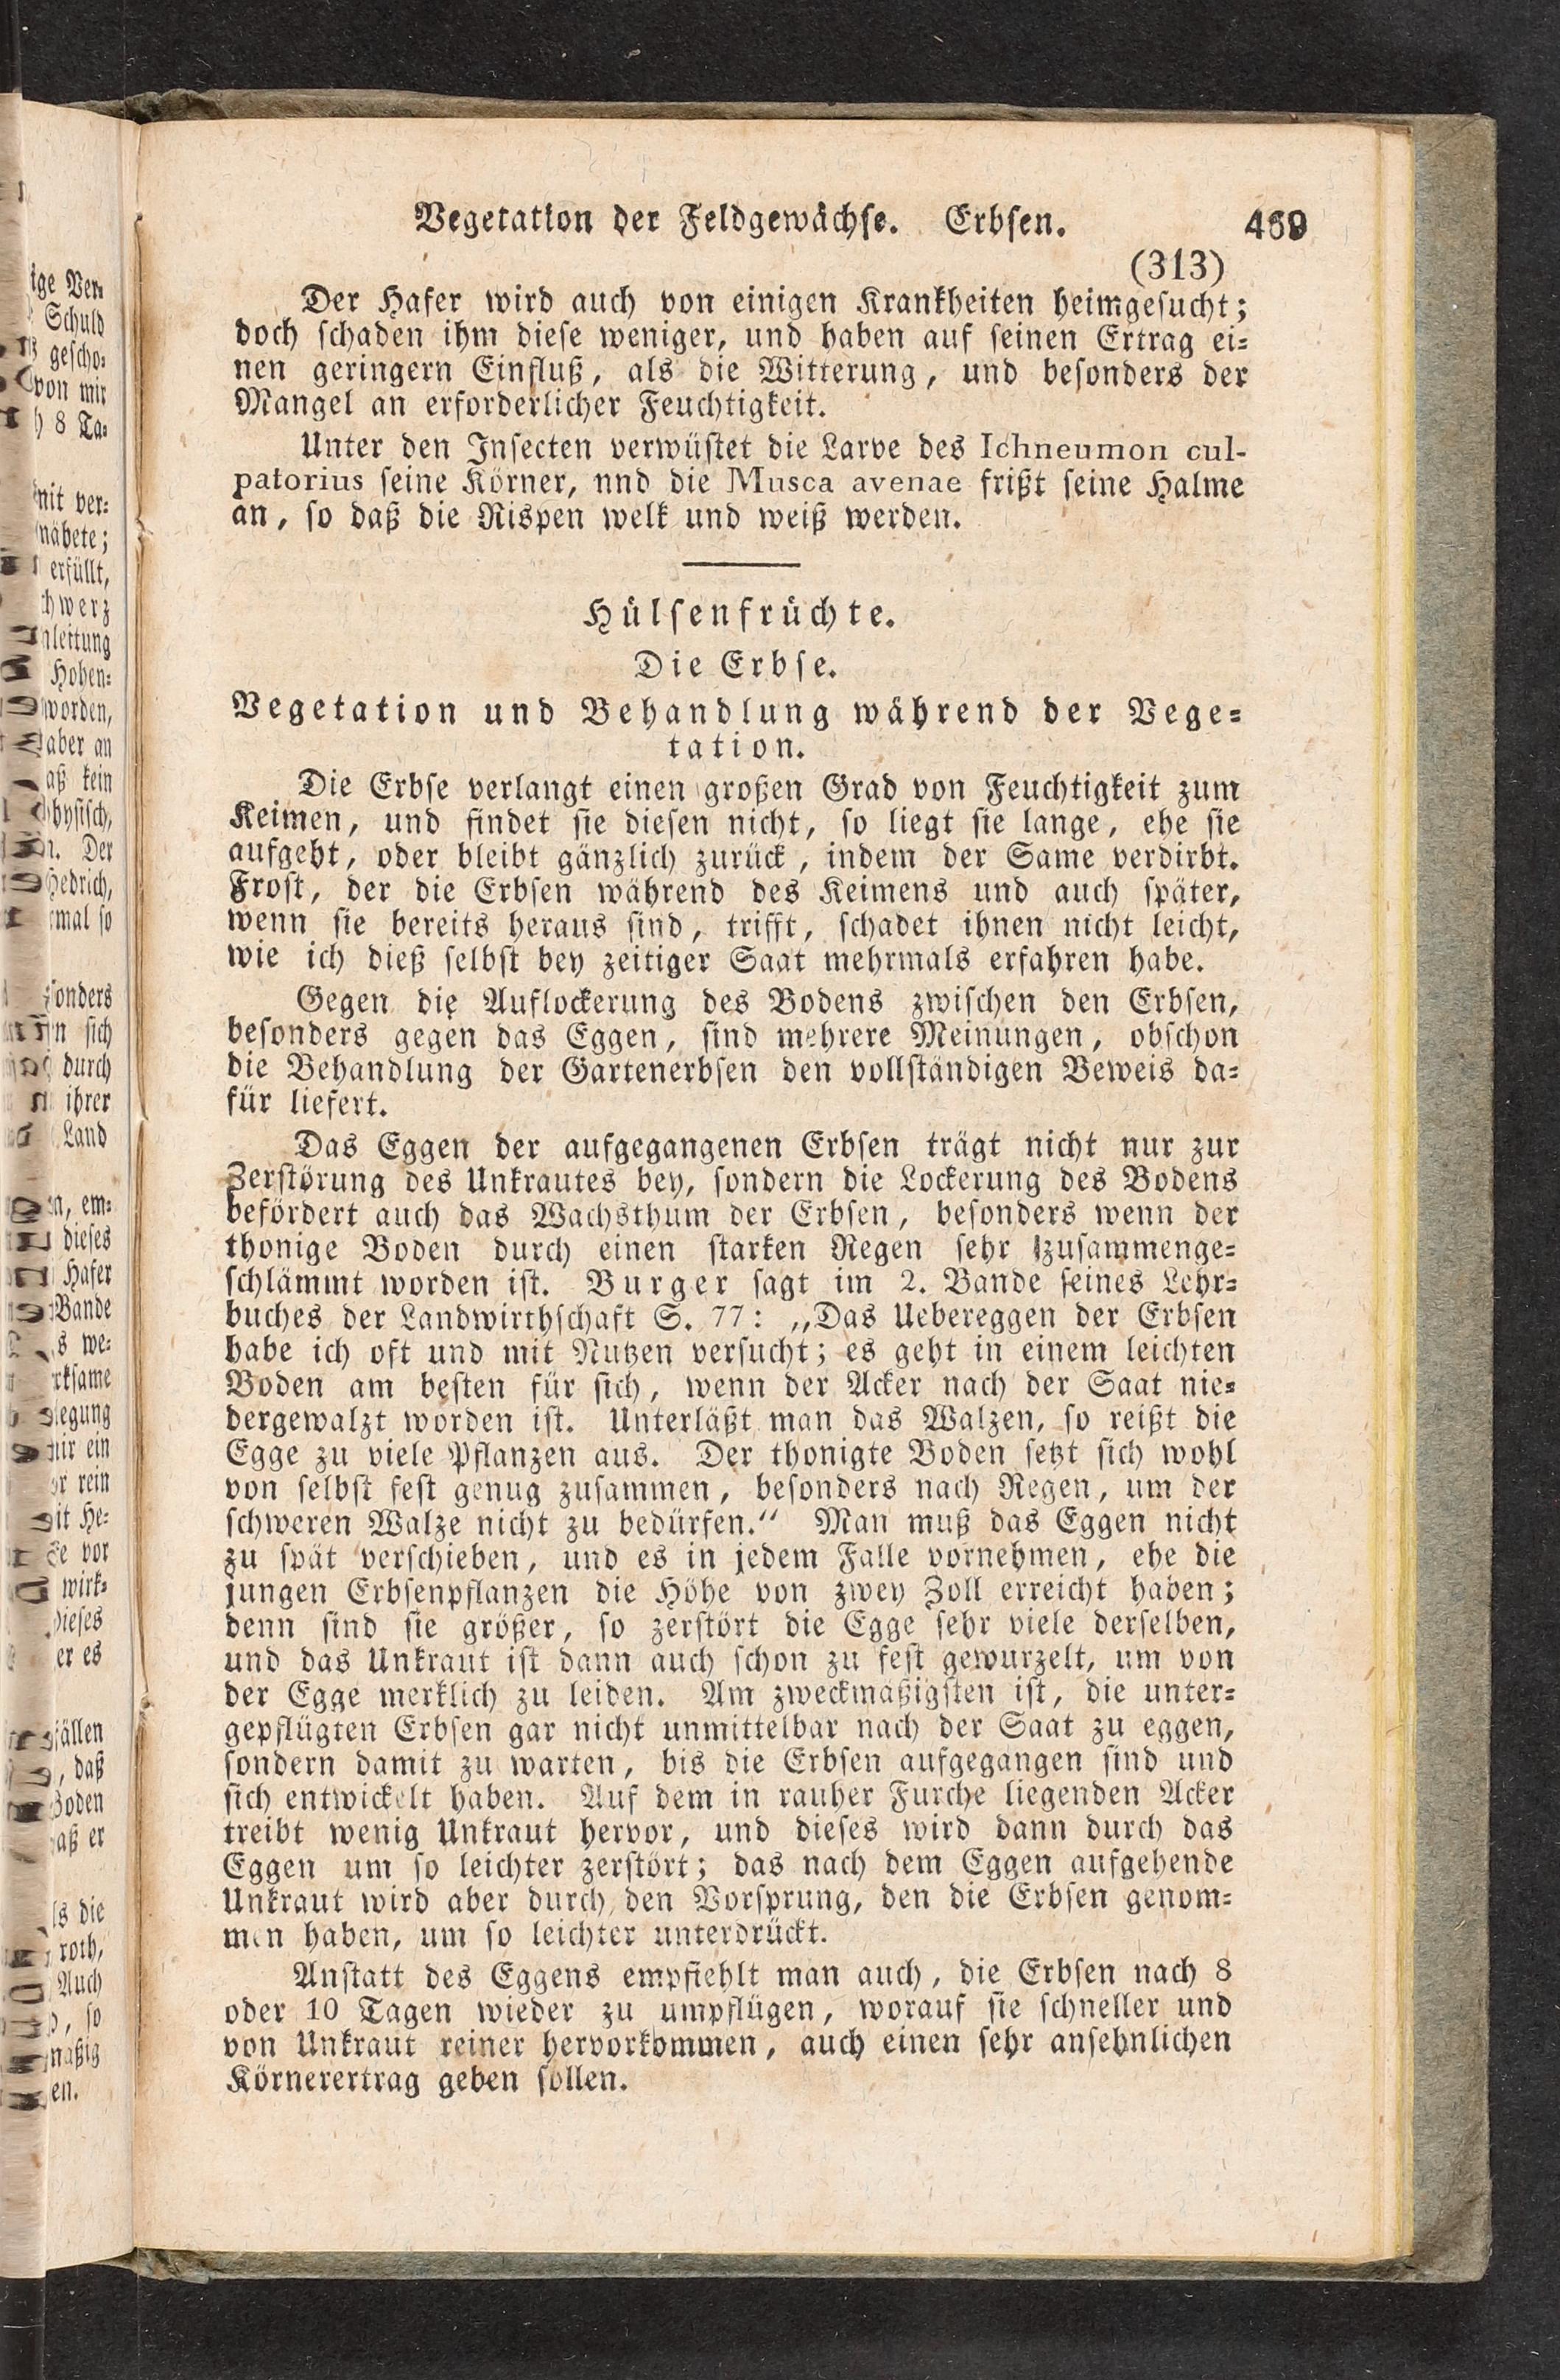 Vegetation der Feldgewächse. Erbsen. 469
(313)
Der Hafer wird auch von einigen Krankheiten heimgesucht;
doch schaden ihm diese weniger, und haben auf seinen Ertrag ei-
nen geringern Einfluß, als die Witterung, und besonders der
Mangel an erforderlicher Feuchtigkeit.
Unter den Insecten verwüstet die Larve des Ichneumon cul-
patorius seine Körner, nnd die Musca avenae frißt seine Halme
an, so daß die Rispen welk und weiß werden.
Hülsenfrüchte.
Die Erbse.
Vegetation und Behandlung während der Vege-
tation.
Die Erbse verlangt einen großen Grad von Feuchtigkeit zum
Keimen, und findet sie diesen nicht, so liegt sie lange, ehe sie
aufgeht, oder bleibt gänzlich zurück, indem der Same verdirbt.
Frost, der die Erbsen während des Keimens und auch später,
wenn sie bereits heraus sind, trifft, schadet ihnen nicht leicht,
wie ich dieß selbst bey zeitiger Saat mehrmals erfahren habe.
Gegen die Auflockerung des Bodens zwischen den Erbsen,
besonders gegen das Eggen, sind mehrere Meinungen, obschon
die Behandlung der Gartenerbsen den vollständigen Beweis da-
für liefert.
Das Eggen der aufgegangenen Erbsen trägt nicht nur zur
Zerstörung des Unkrautes bey, sondern die Lockerung des Bodens
befördert auch das Wachsthum der Erbsen, besonders wenn der
thonige Boden durch einen starken Regen sehr zusammenge-
schlämmt worden ist. Burger sagt im 2. Bande seines Lehr-
buches der Landwirthschaft S. 77: „Das Uebereggen der Erbsen
habe ich oft und mit Nutzen versucht; es geht in einem leichten
Boden am besten für sich, wenn der Acker nach der Saat nie-
dergewalzt worden ist. Unterläßt man das Walzen, so reißt die
Egge zu viele Pflanzen aus. Der thonigte Boden setzt sich wohl
von selbst fest genug zusammen, besonders nach Regen, um der
schweren Walze nicht zu bedürfen.“ Man muß das Eggen nicht
zu spät verschieben, und es in jedem Falle vornehmen, ehe die
jungen Erbsenpflanzen die Höhe von zwey Zoll erreicht haben;
denn sind sie größer, so zerstört die Egge sehr viele derselben,
und das Unkraut ist dann auch schon zu fest gewurzelt, um von
der Egge merklich zu leiden. Am zweckmäßigsten ist, die unter-
gepflügten Erbsen gar nicht unmittelbar nach der Saat zu eggen,
sondern damit zu warten, bis die Erbsen aufgegangen sind und
sich entwickelt haben. Auf dem in rauher Furche liegenden Acker
treibt wenig Unkraut hervor, und dieses wird dann durch das
Eggen um so leichter zerstört; das nach dem Eggen aufgehende
Unkraut wird aber durch den Vorsprung, den die Erbsen genom-
men haben, um so leichter unterdrückt.
Anstatt des Eggens empfiehlt man auch, die Erbsen nach 8
oder 10 Tagen wieder zu umpflügen, worauf sie schneller und
von Unkraut reiner hervorkommen, auch einen sehr ansehnlichen
Körnerertrag geben sollen.